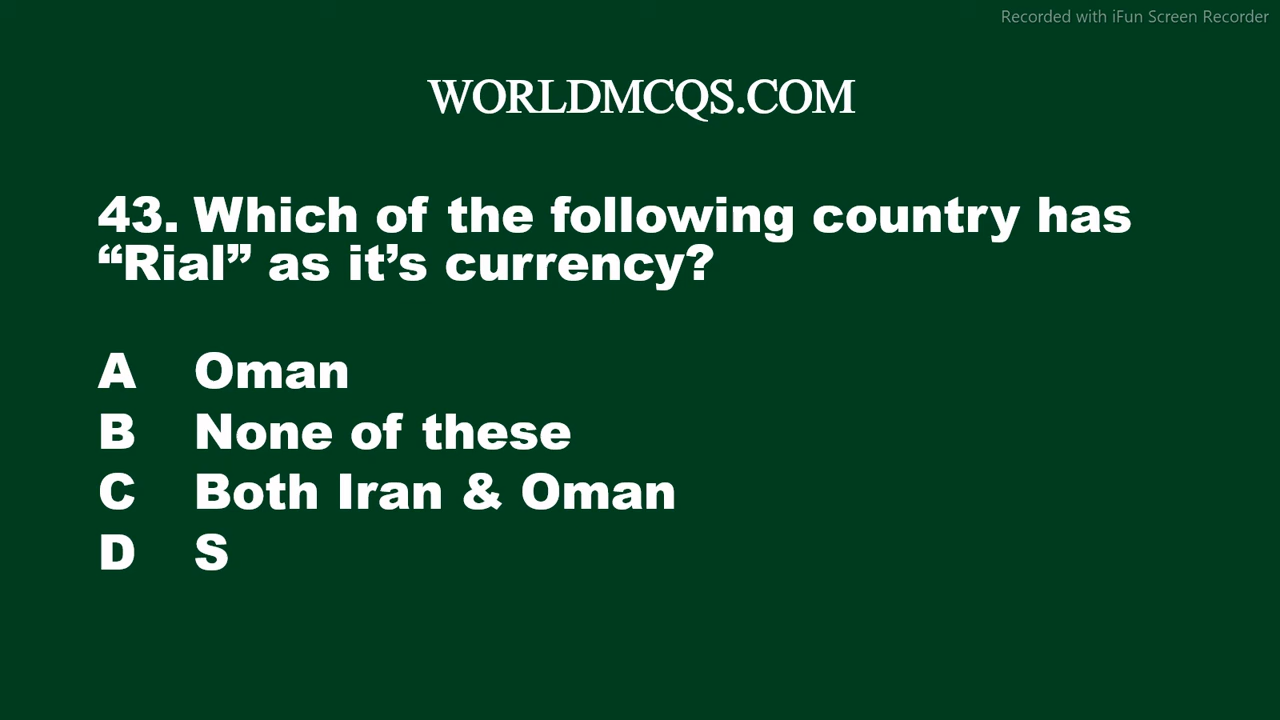 Recorded with iFun Screen Recorder
WORLDMCQS.COM
43. Which of the following country has
“Rial” as it’s currency?
A Oman
B None of these
C Both Iran & Oman
D S